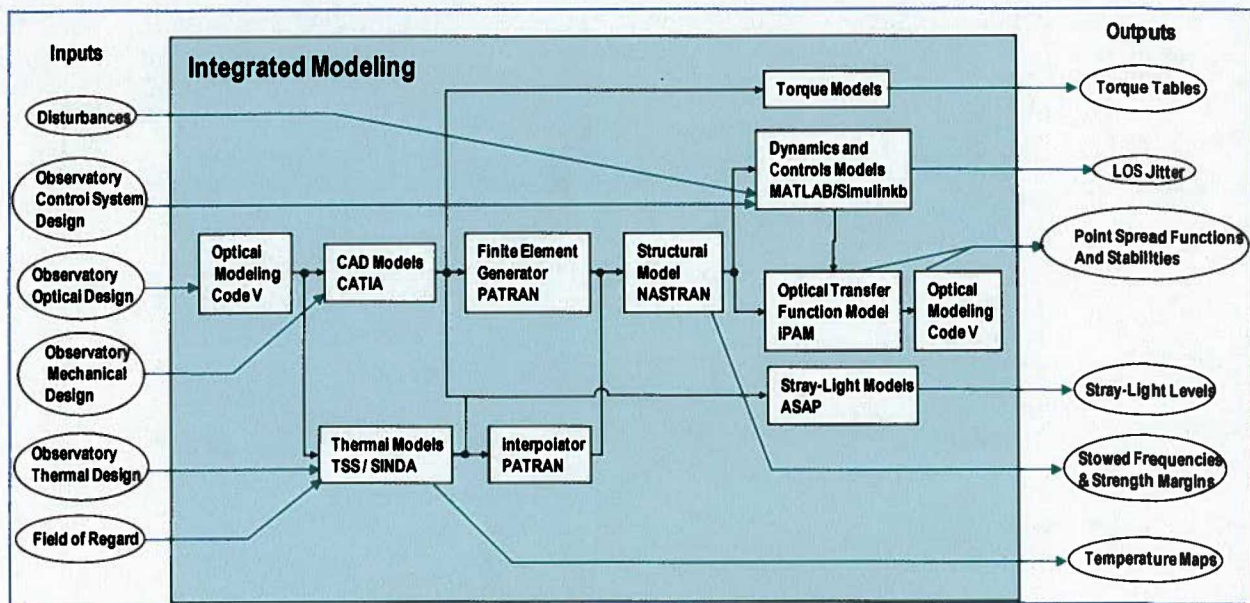 Inputs
Disturbances
Observatory
Control System
Design
Observatory
Optical Design
Observatory
Mechanical
Design
Observatory
Thermal Design
Field of Regard
Integrated Modeling
Optical
Modeling
Code V
CAD Models
CATIA
Finite Element
Generator
PATRAN
Structural
Model
NASTRAN
Torque Models
Dynamics and
Controls Models
MATLAB/Simulinkb
Optical Transfer
Function Model
iPAM
Optical
Modeling
Code V
Stray-Light Models
ASAP
Thermal Models
TSS / SINDA
interpolator
PATRAN
Outputs
Torque Tables
LOS Jitter
Point Spread Functions
And Stabilities
Stray-Light Levels
Stowed Frequencies
& Strength Margins
Temperature Maps